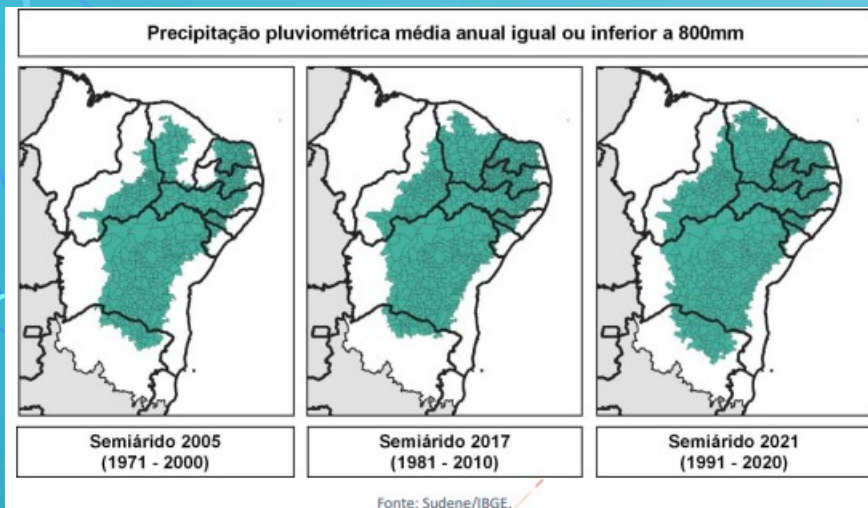 Precipitação pluviométrica média anual igual ou inferior a 800mm
Semiárido 2005
(1971 - 2000)
Semiárido 2017
(1981 - 2010)
Semiárido 2021
(1991 - 2020)
Fonte: Sudene/IBGE.